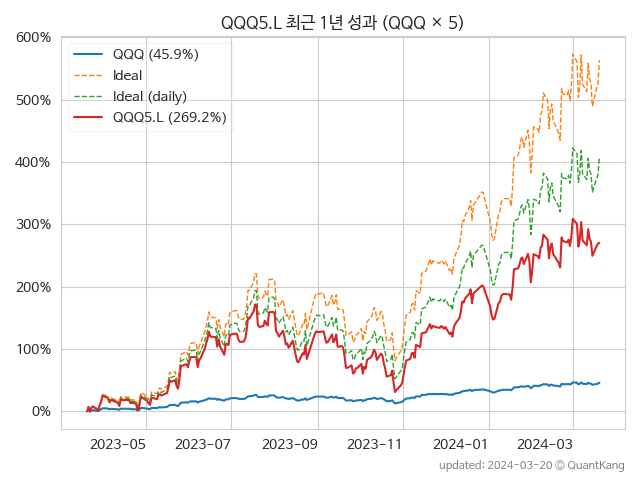 QQQ5.L 최근 1년 성과 (QQQ × 5)
600%
500%
400%
300%
200%
100%
0%
QQQ (45.9%)
Ideal
Ideal (daily)
QQQ5.L (269.2%)
2023-05
2023-07
2023-09
2023-11
2024-01
2024-03
updated: 2024-03-20 © QuantKang